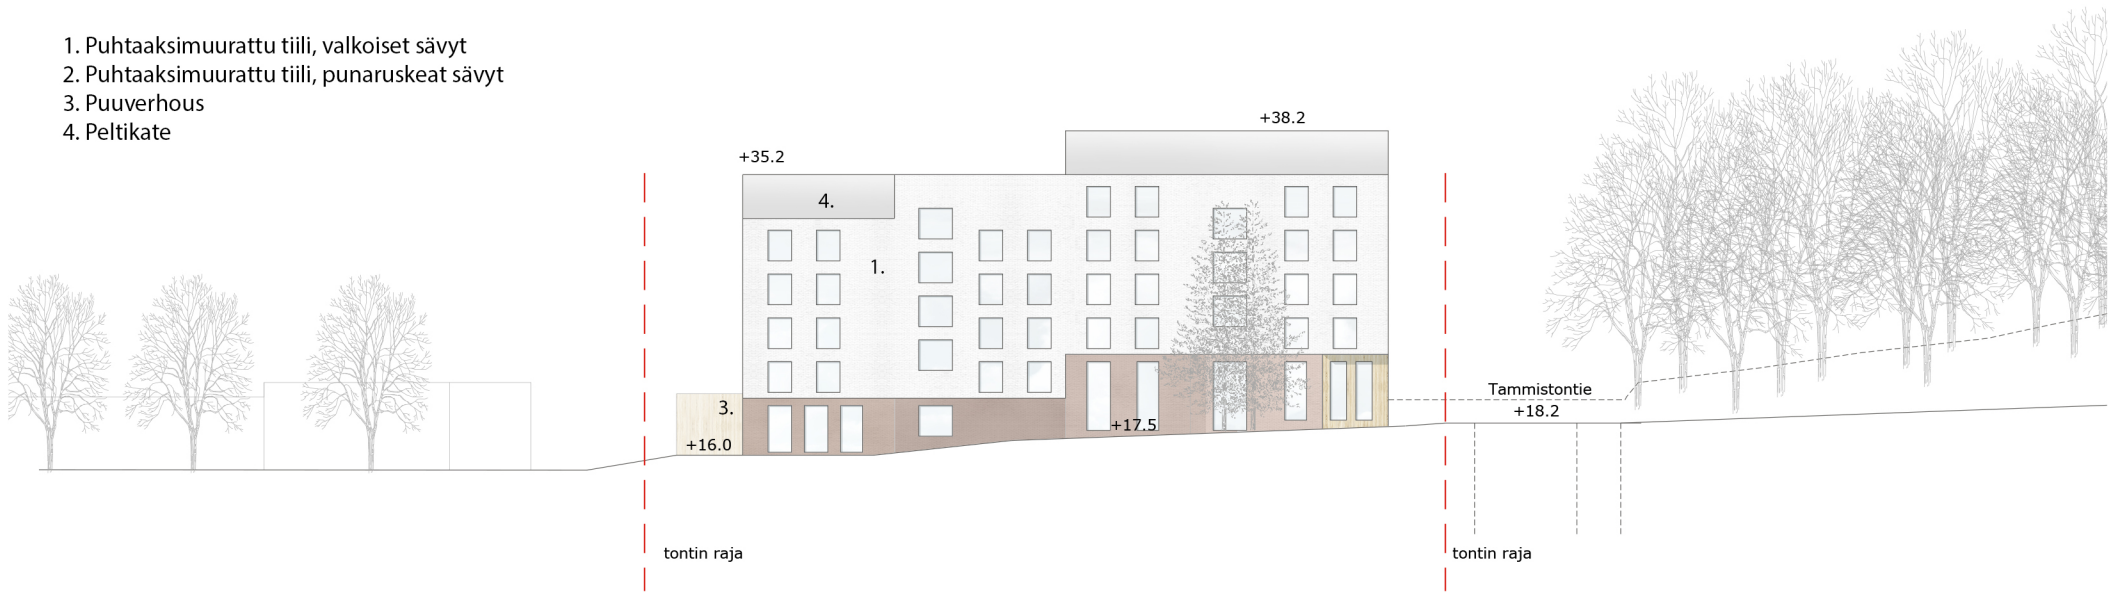 1. Puhtaaksimuurattu tiili, valkoiset sävyt
2. Puhtaaksimuurattu tiili, punaruskeat sävyt
3. Puuverhous
4. Peltikate
+38.2
+35.2
4.
1.
3.
+16.0
+17.5
Tammistontie
+18.2
tontin raja
tontin raja